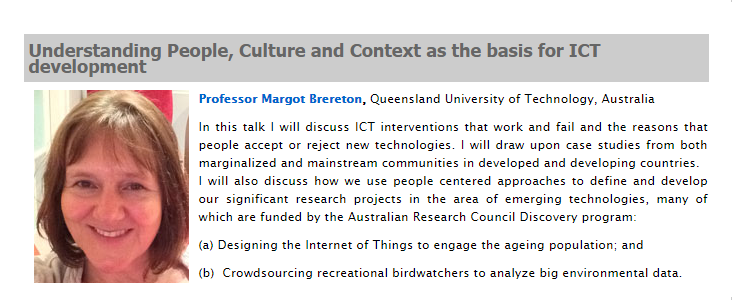 Understanding People, Culture and Context as the basis for ICT
development
Professor Margot Brereton, Queensland University of Technology, Australia
In this talk I will discuss ICT interventions that work and fail and the reasons that
people accept or reject new technologies. I will draw upon case studies from both
marginalized and mainstream communities in developed and developing countries.
I will also discuss how we use people centered approaches to define and develop
our significant research projects in the area of emerging technologies, many of
which are funded by the Australian Research Council Discovery program:
(a) Designing the Internet of Things to engage the ageing population; and
(b) Crowdsourcing recreational birdwatchers to analyze big environmental data.